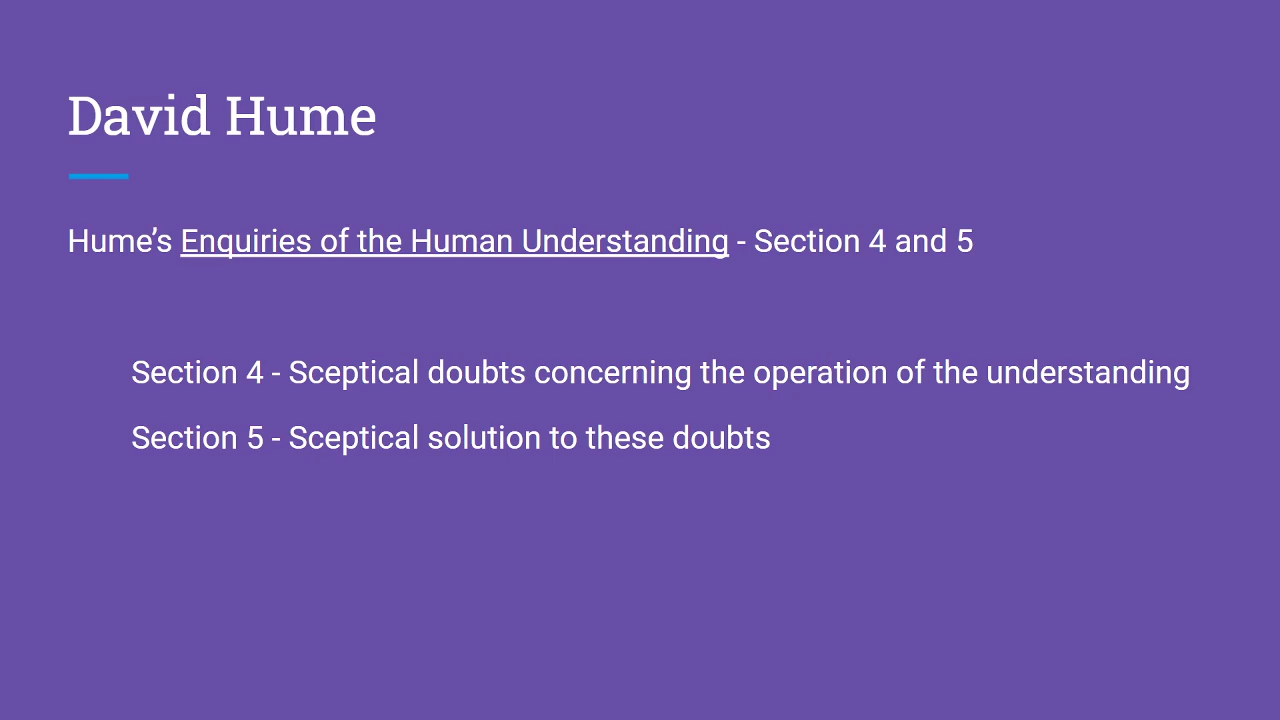 David Hume
Hume’s Enquiries of the Human Understanding - Section 4 and 5
Section 4 - Sceptical doubts concerning the operation of the understanding
Section 5 - Sceptical solution to these doubts